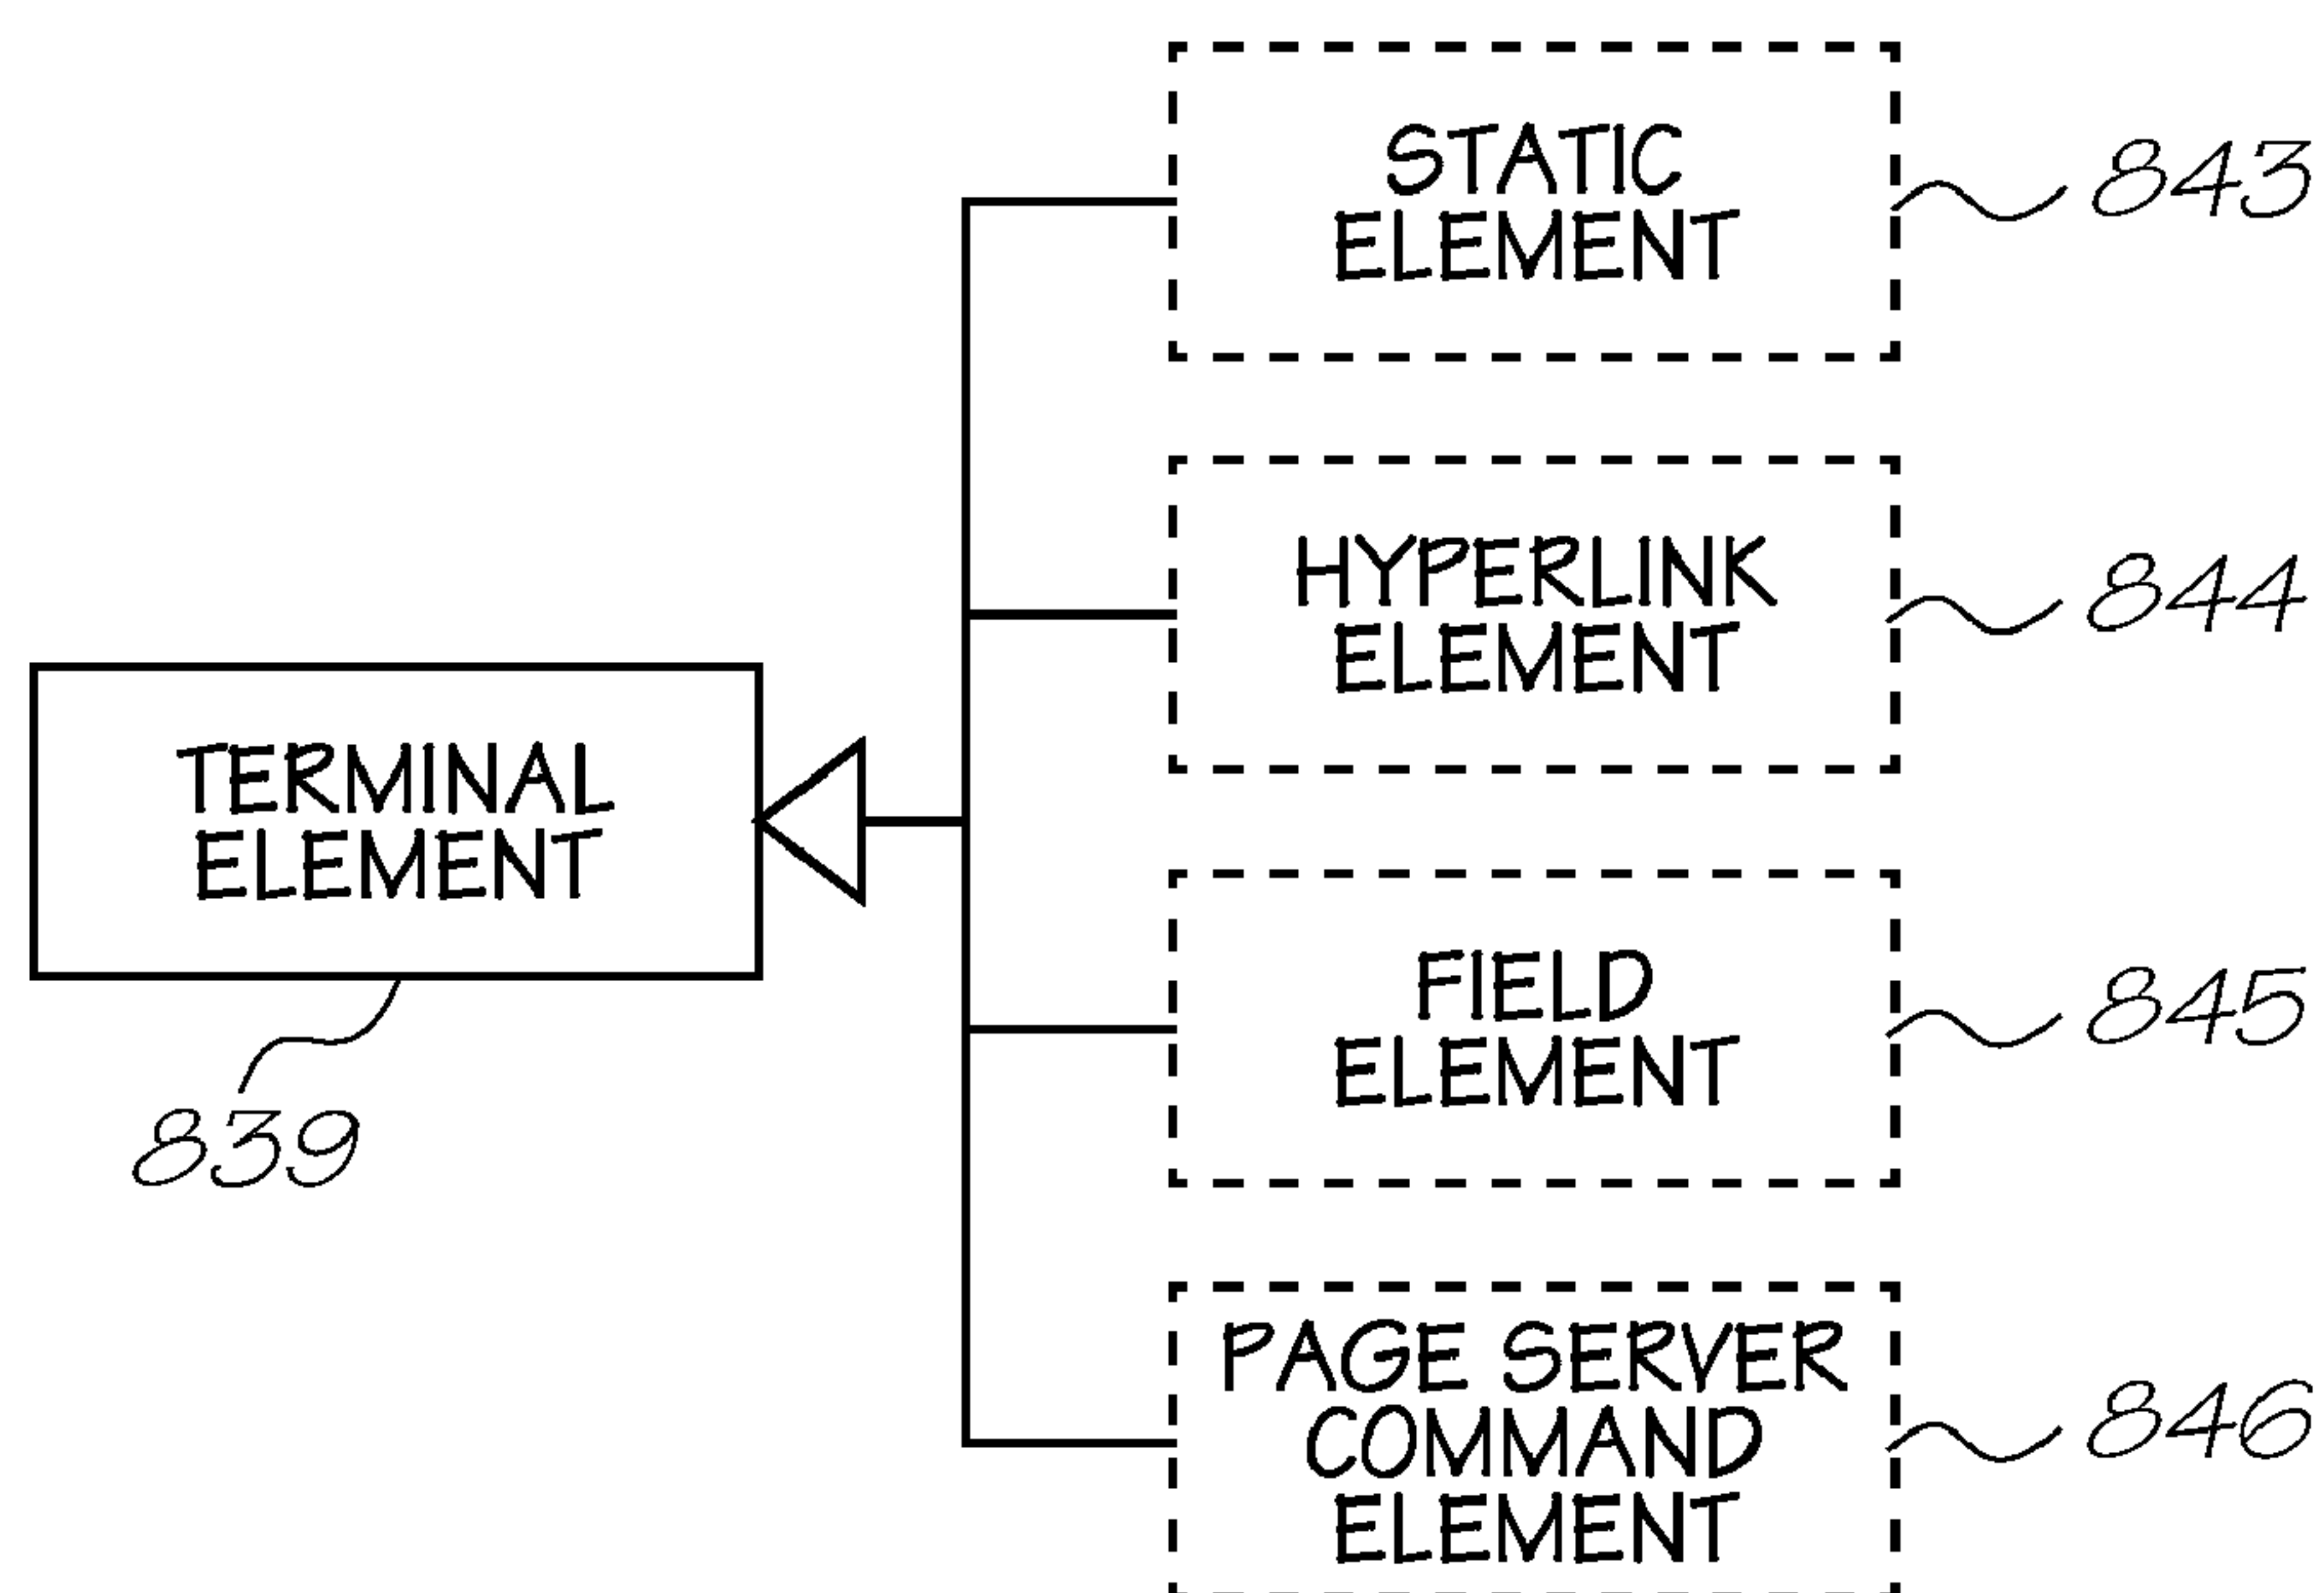 STATIC
ELEMENT
843
HYPERLINK
ELEMENT
844
TERMINAL
ELEMENT
839
FIELD
ELEMENT
845
PAGE SERVER
COMMAND
ELEMENT
846